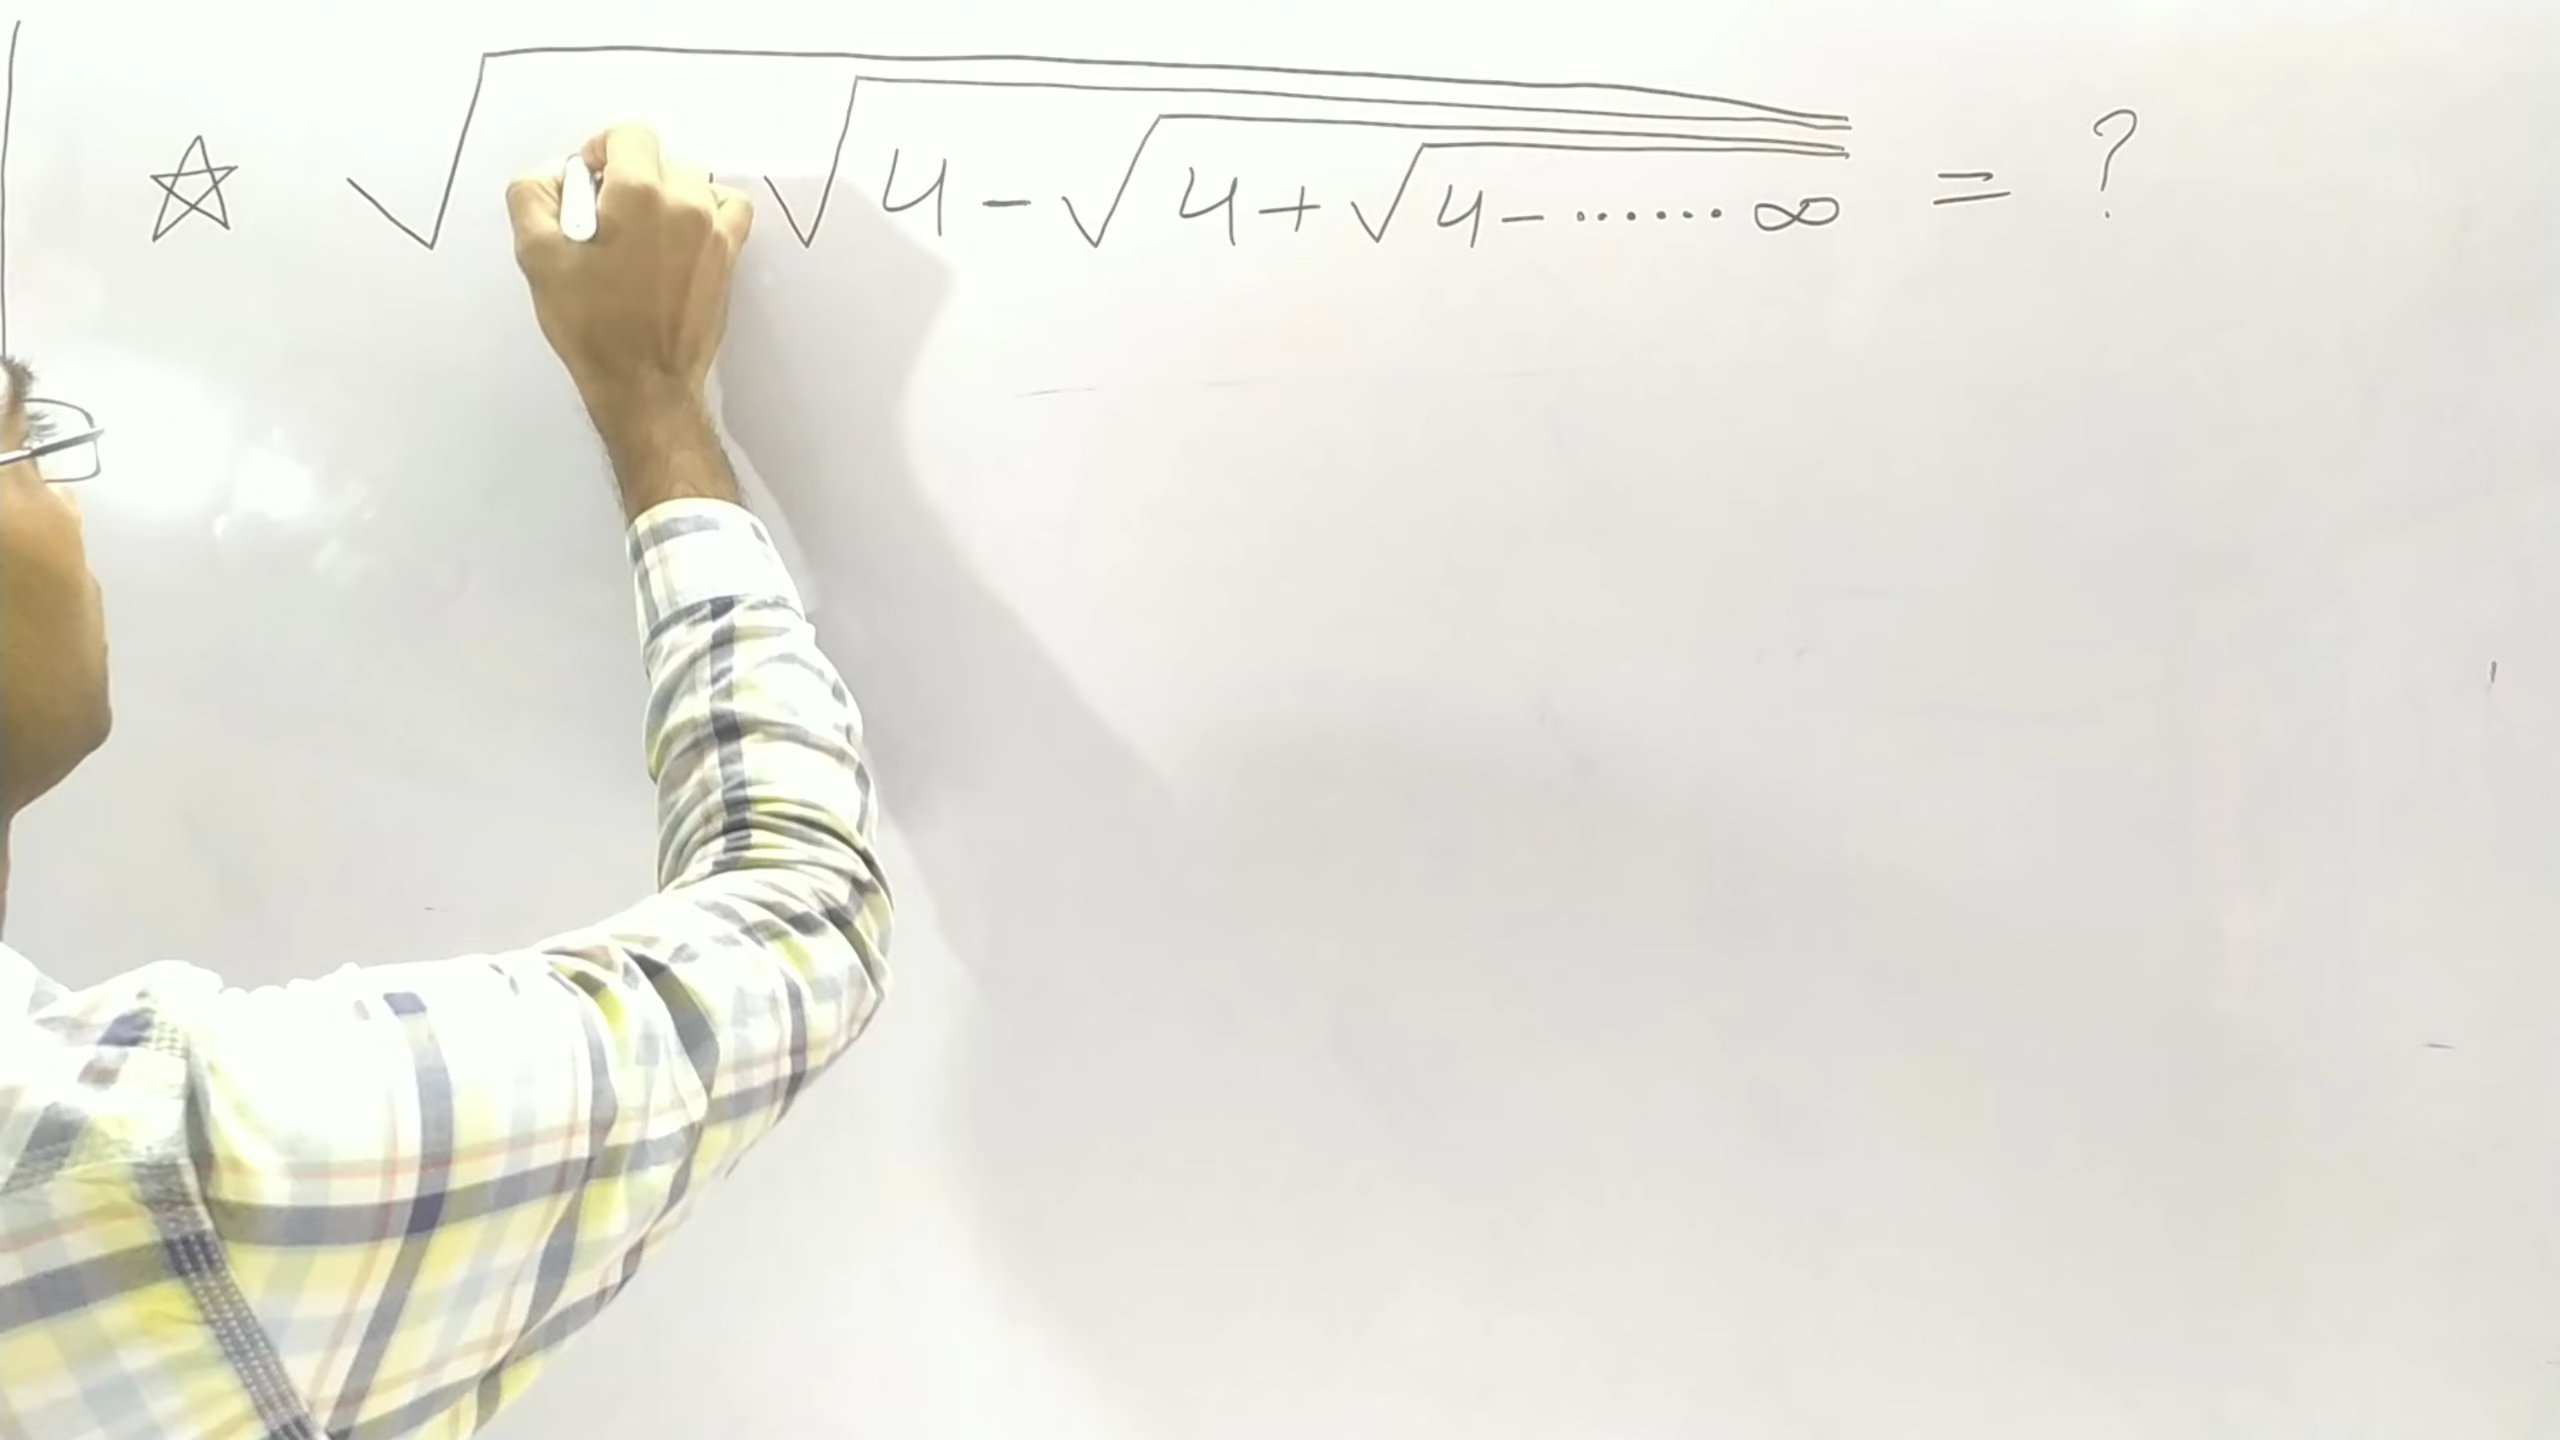 ☆ √ √4 - √4 + √4 - ...... ∞ = ?